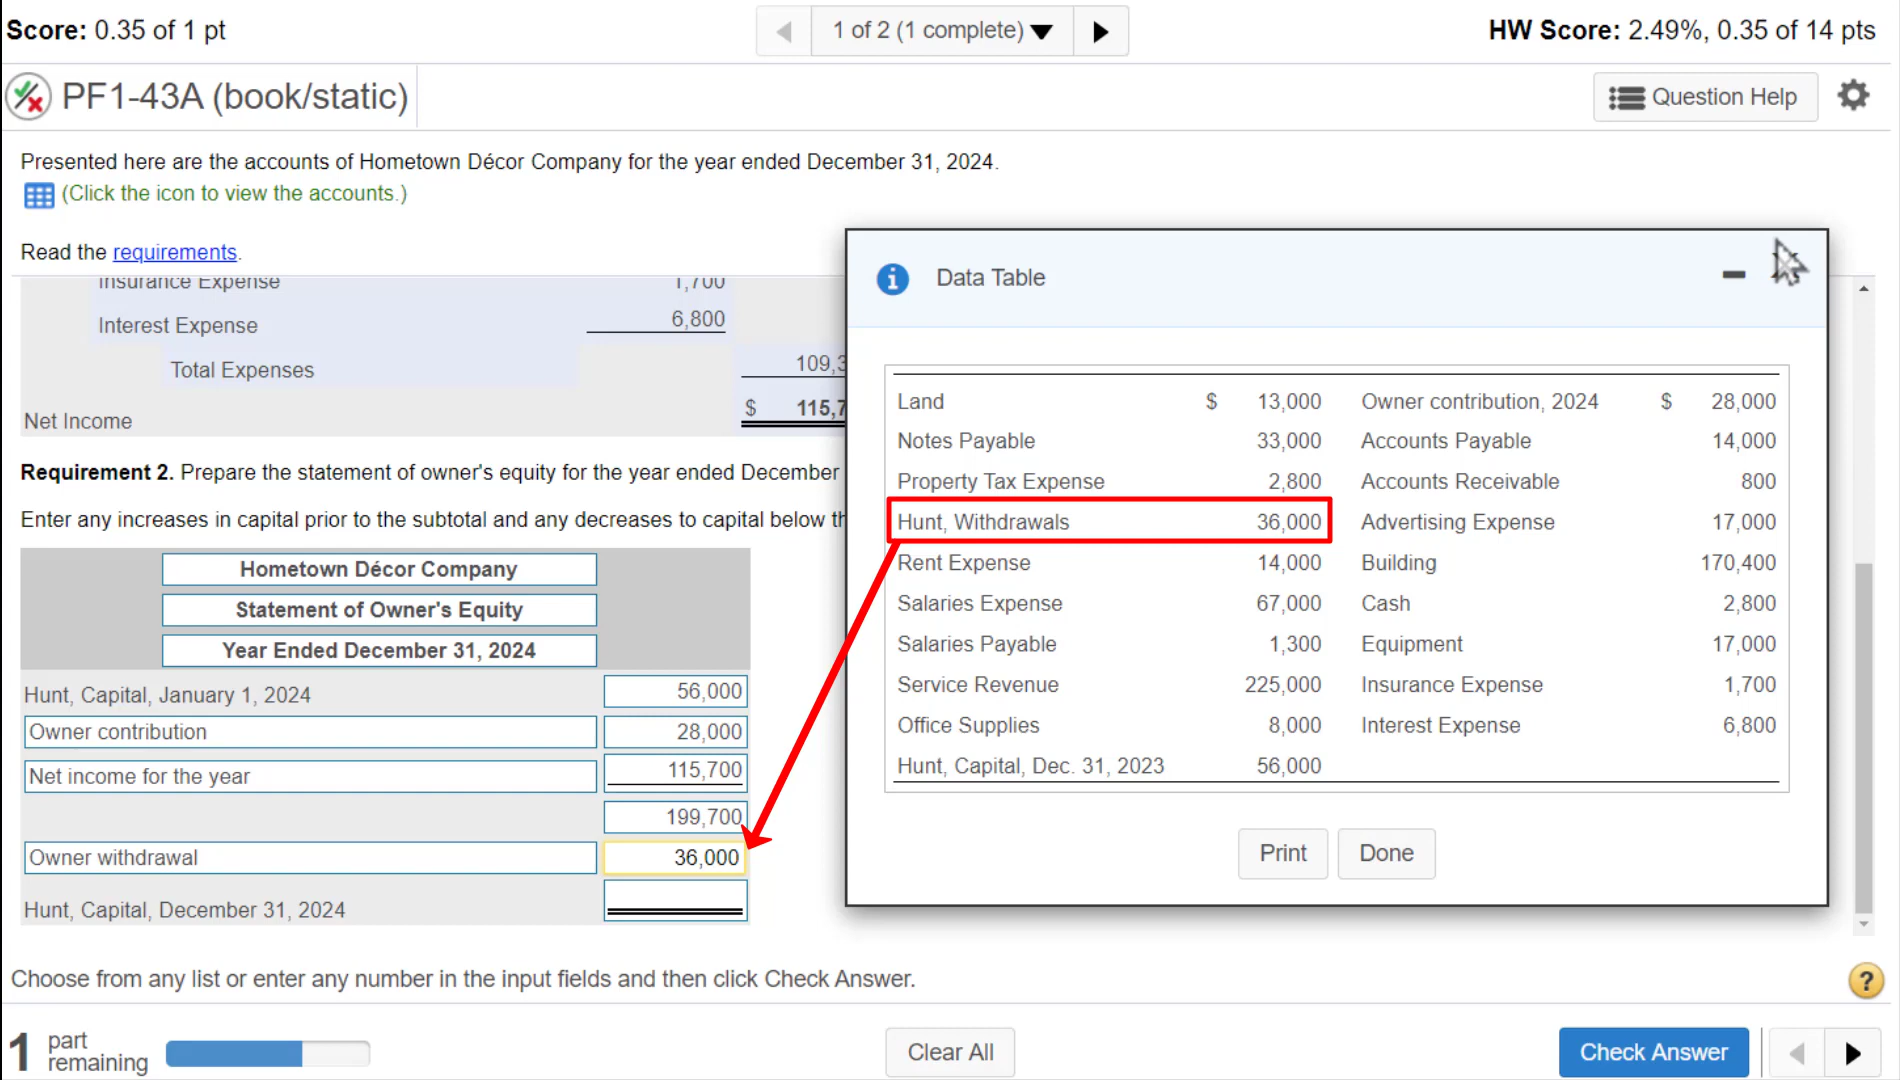 Score: 0.35 of 1 pt
1 of 2 (1 complete)
HW Score: 2.49%, 0.35 of 14 pts
PF1-43A (book/static)
Question Help
Presented here are the accounts of Hometown Décor Company for the year ended December 31, 2024.
(Click the icon to view the accounts.)
Read the requirements.
Insurance Expense 1,700
Interest Expense 6,800
Total Expenses 109,3
Net Income $ 115,7
Requirement 2. Prepare the statement of owner's equity for the year ended December
Enter any increases in capital prior to the subtotal and any decreases to capital below th
Hometown Décor Company
Statement of Owner's Equity
Year Ended December 31, 2024
Hunt, Capital, January 1, 2024 56,000
Owner contribution 28,000
Net income for the year 115,700
199,700
Owner withdrawal 36,000
Hunt, Capital, December 31, 2024
Data Table
Land $ 13,000 Owner contribution, 2024 $ 28,000
Notes Payable 33,000 Accounts Payable 14,000
Property Tax Expense 2,800 Accounts Receivable 800
Hunt, Withdrawals 36,000 Advertising Expense 17,000
Rent Expense 14,000 Building 170,400
Salaries Expense 67,000 Cash 2,800
Salaries Payable 1,300 Equipment 17,000
Service Revenue 225,000 Insurance Expense 1,700
Office Supplies 8,000 Interest Expense 6,800
Hunt, Capital, Dec. 31, 2023 56,000
Print
Done
Choose from any list or enter any number in the input fields and then click Check Answer.
?
1 part remaining
Clear All
Check Answer